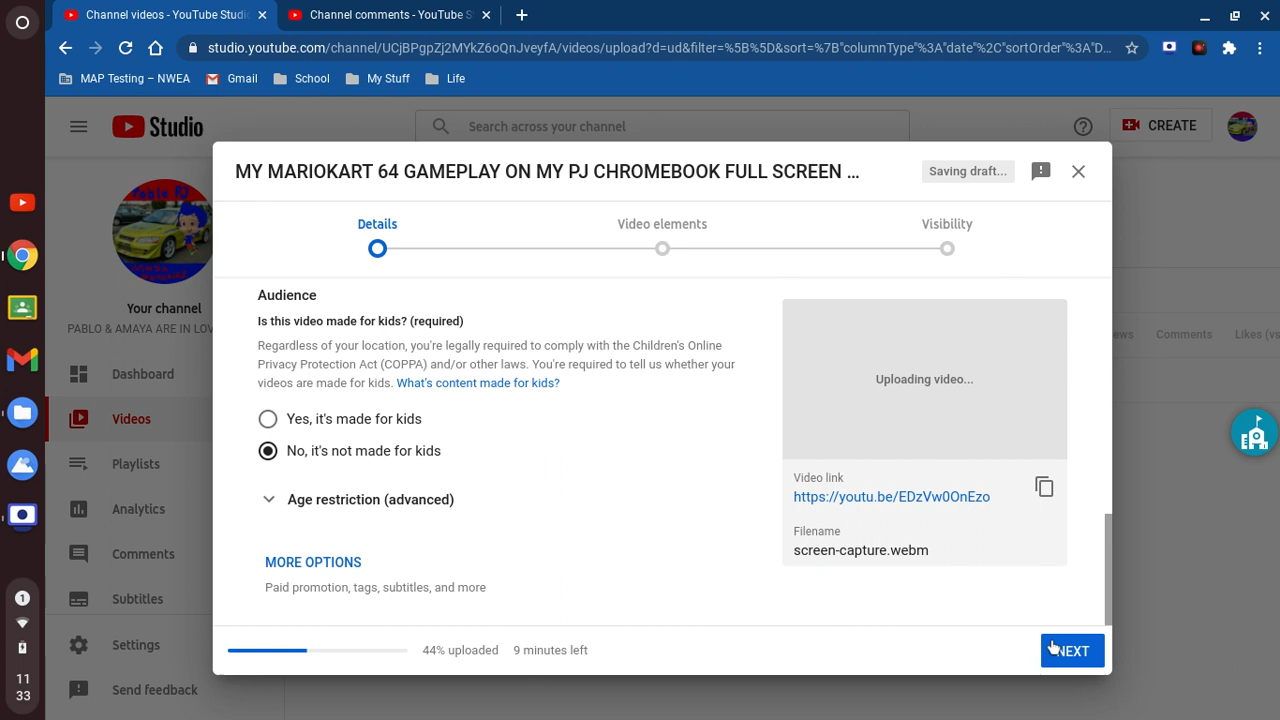 Channel videos - YouTube Studio
Channel comments - YouTube S
studio.youtube.com/channel/UCjBPgpZj2MYkZ6oQnJveyfA/videos/upload?d=ud&filter=%5B%5D&sort=%7B"columnType"%3A"date"%2C"sortOrder"%3A"D...
MAP Testing – NWEA
Gmail
School
My Stuff
Life
Studio
Search across your channel
CREATE
MY MARIOKART 64 GAMEPLAY ON MY PJ CHROMEBOOK FULL SCREEN ...
Saving draft...
Details
Video elements
Visibility
Pablo PJ
Your channel
PABLO & AMAYA ARE IN LOV
Dashboard
Videos
Playlists
Analytics
Comments
Subtitles
Settings
Send feedback
Audience
Is this video made for kids? (required)
Regardless of your location, you're legally required to comply with the Children's Online
Privacy Protection Act (COPPA) and/or other laws. You're required to tell us whether your
videos are made for kids. What's content made for kids?
Yes, it's made for kids
No, it's not made for kids
Age restriction (advanced)
MORE OPTIONS
Paid promotion, tags, subtitles, and more
Uploading video...
Video link
https://youtu.be/EDzVw0OnEzo
Filename
screen-capture.webm
ews
Comments
Likes (vs
44% uploaded
9 minutes left
NEXT
1
11
33